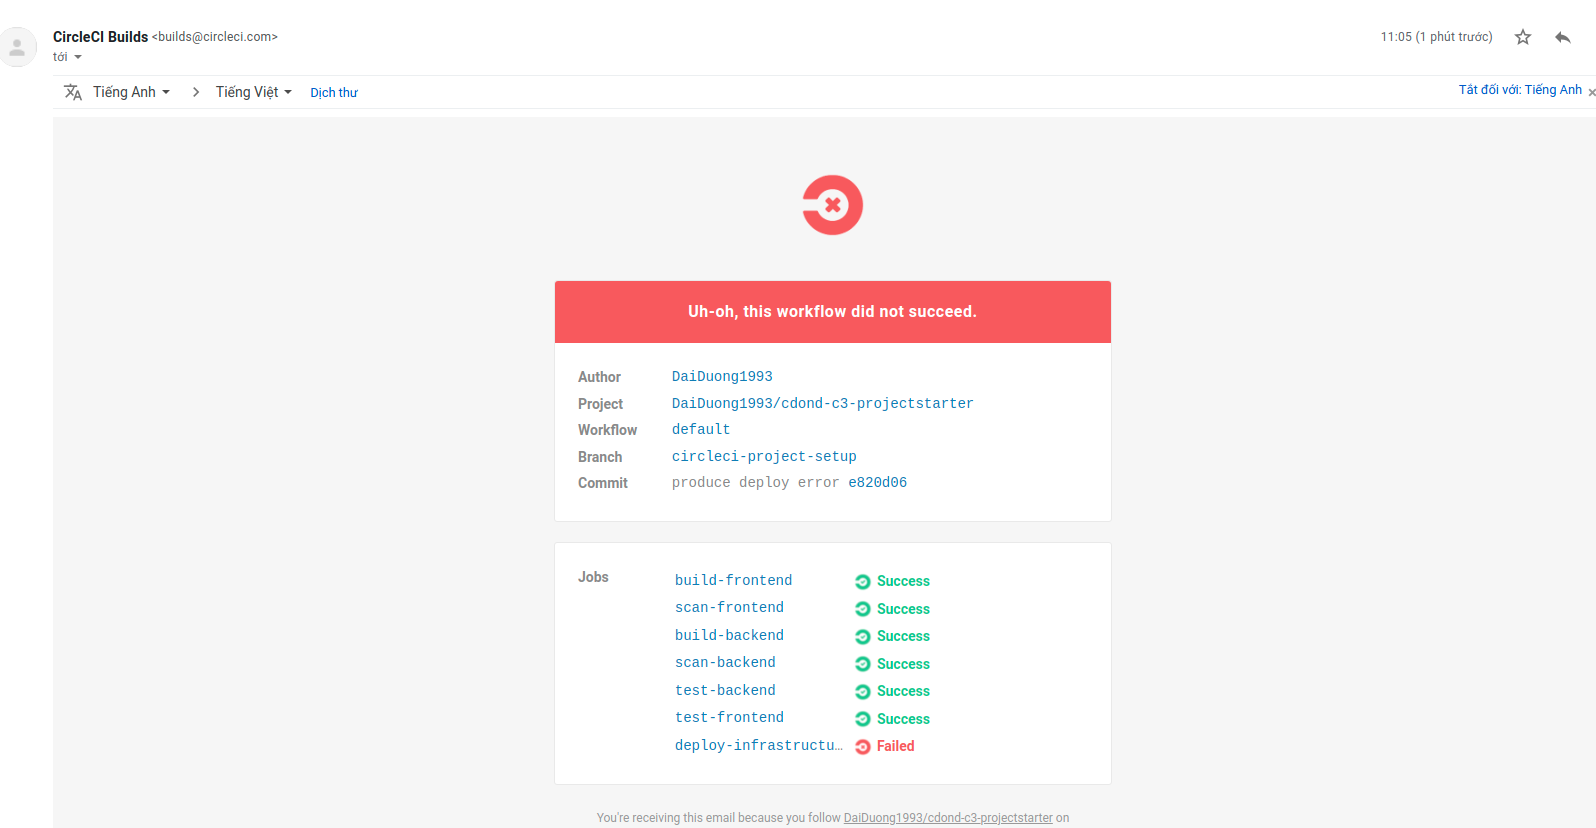 CircleCI Builds <builds@circleci.com>
11:05 (1 phút trước)
tới
Tiếng Anh
Tiếng Việt
Dịch thư
Tắt đối với: Tiếng Anh
Uh-oh, this workflow did not succeed.
Author DaiDuong1993
Project DaiDuong1993/cdond-c3-projectstarter
Workflow default
Branch circleci-project-setup
Commit produce deploy error e820d06
Jobs
build-frontend Success
scan-frontend Success
build-backend Success
scan-backend Success
test-backend Success
test-frontend Success
deploy-infrastructu… Failed
You're receiving this email because you follow DaiDuong1993/cdond-c3-projectstarter on